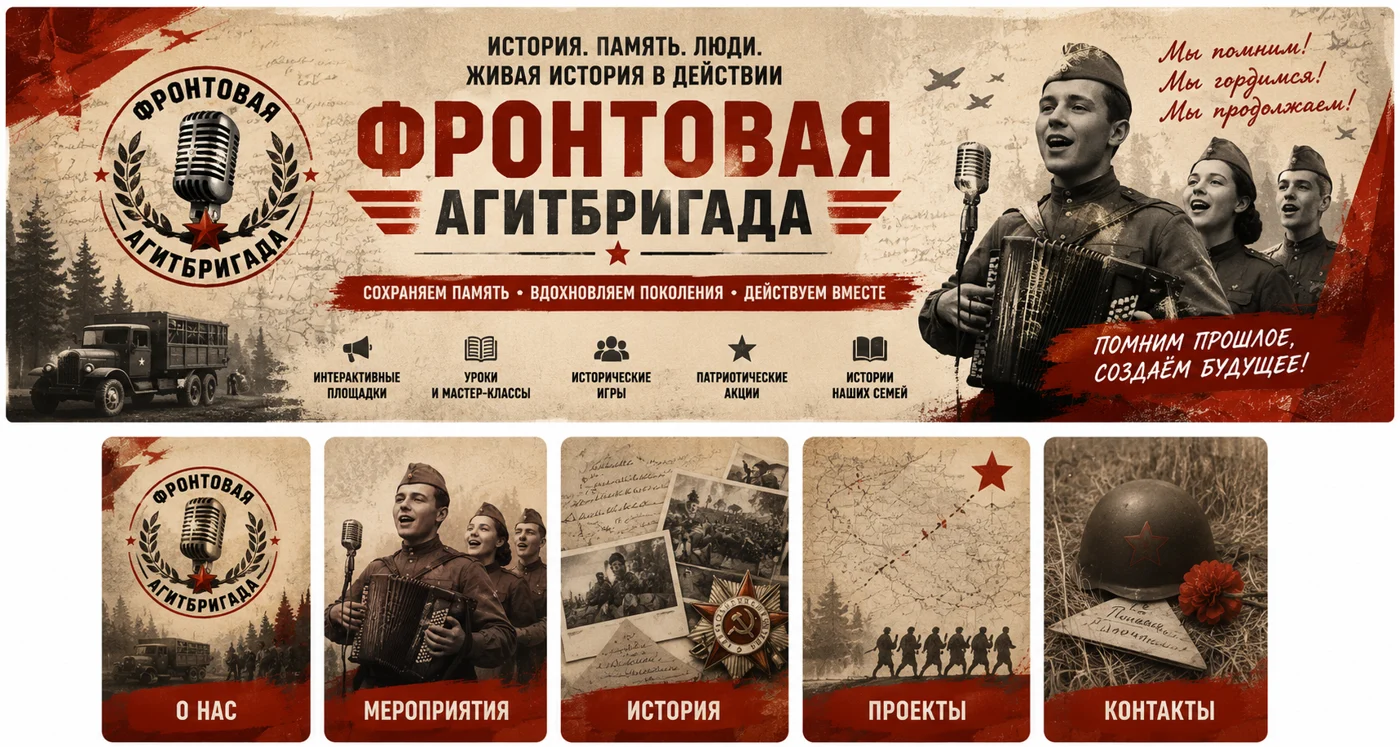 ФРОНТОВАЯ
АГИТБРИГАДА
ИСТОРИЯ. ПАМЯТЬ. ЛЮДИ.
ЖИВАЯ ИСТОРИЯ В ДЕЙСТВИИ
ФРОНТОВАЯ
АГИТБРИГАДА
СОХРАНЯЕМ ПАМЯТЬ • ВДОХНОВЛЯЕМ ПОКОЛЕНИЯ • ДЕЙСТВУЕМ ВМЕСТЕ
ИНТЕРАКТИВНЫЕ
ПЛОЩАДКИ
УРОКИ
И МАСТЕР-КЛАССЫ
ИСТОРИЧЕСКИЕ
ИГРЫ
ПАТРИОТИЧЕСКИЕ
АКЦИИ
ИСТОРИИ
НАШИХ СЕМЕЙ
Мы помним!
Мы гордимся!
Мы продолжаем!
ПОМНИМ ПРОШЛОЕ,
СОЗДАЁМ БУДУЩЕЕ!
ФРОНТОВАЯ
АГИТБРИГАДА
О НАС
МЕРОПРИЯТИЯ
ИСТОРИЯ
ПРОЕКТЫ
КОНТАКТЫ